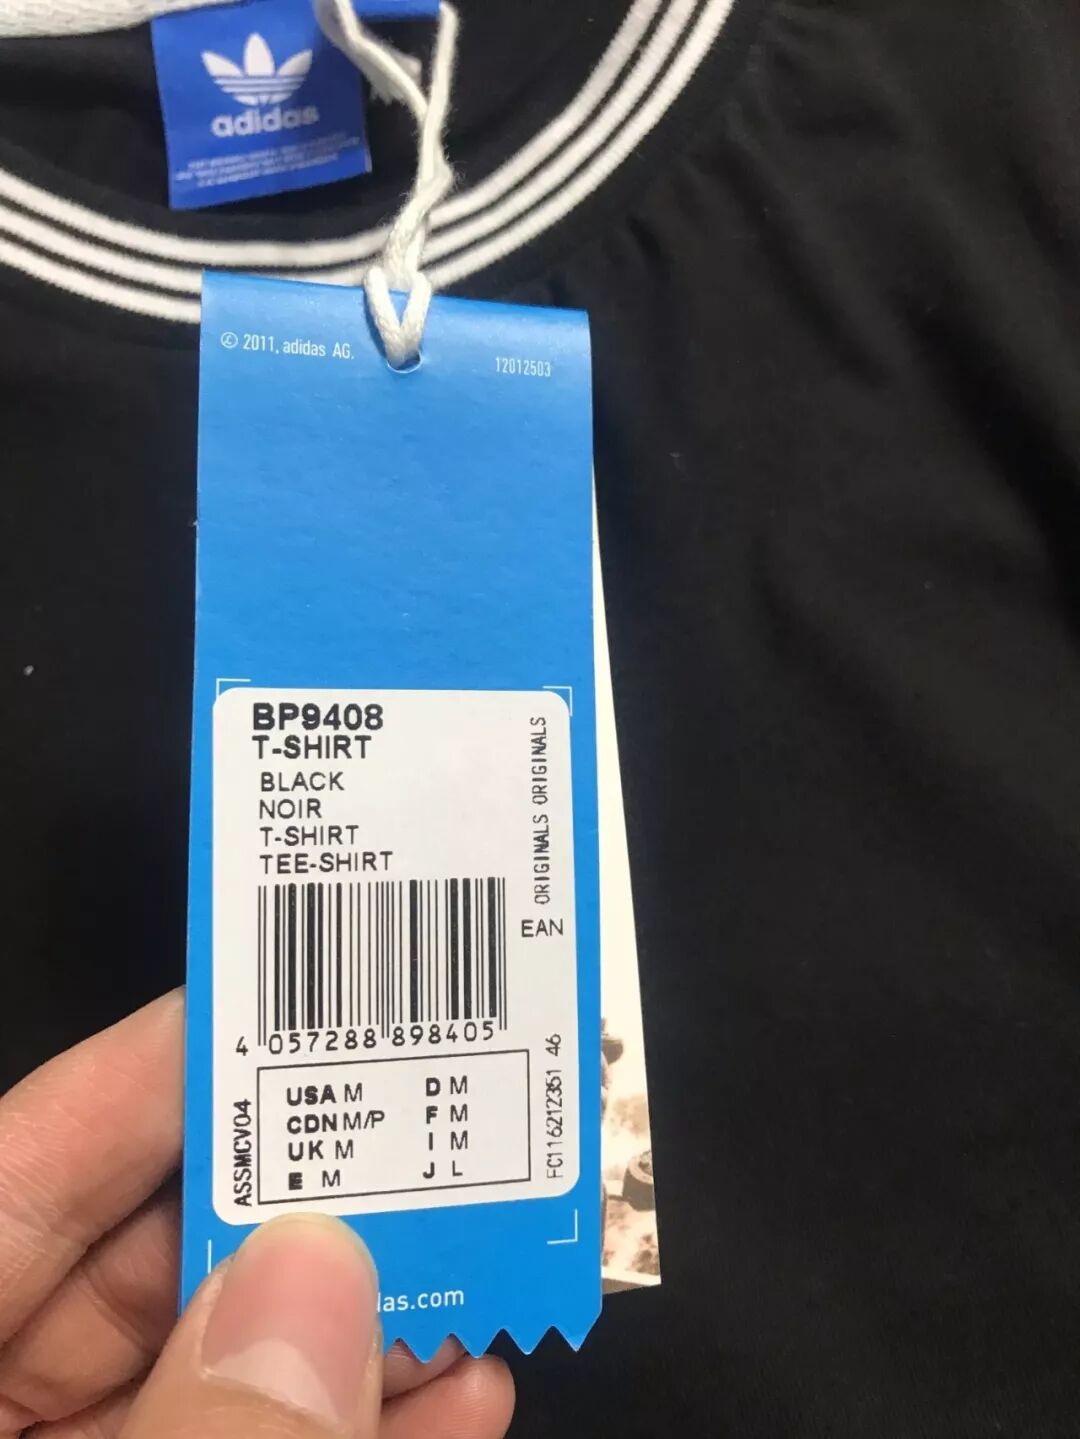 adidas
© 2011, adidas AG.
12012503
BP9408
T-SHIRT
BLACK
NOIR
T-SHIRT
TEE-SHIRT
ORIGINALS ORIGINALS
EAN
4 057288 898405
ASSMCV04
USA M
D M
CDN M/P
F M
UK M
I M
E M
J L
FC116212351 46
las.com